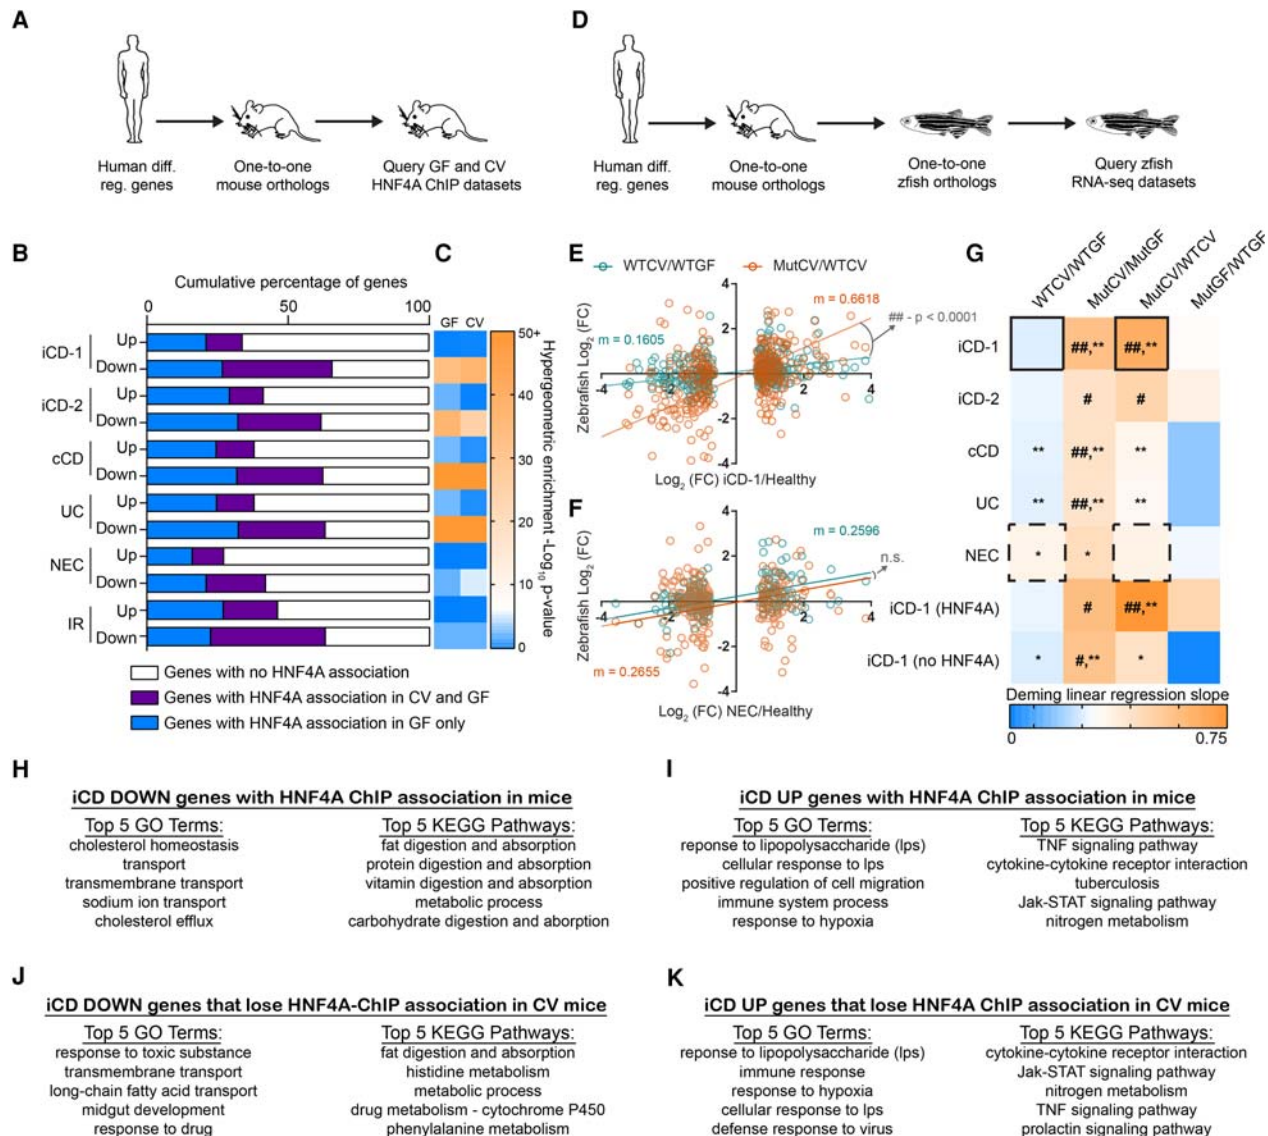 A
Human diff.
reg. genes
One-to-one
mouse orthologs
Query GF and CV
HNF4A ChIP datasets
D
Human diff.
reg. genes
One-to-one
mouse orthologs
One-to-one
zfish orthologs
Query zfish
RNA-seq datasets
B
Cumulative percentage of genes
0 50 100
iCD-1 Up
Down
iCD-2 Up
Down
cCD Up
Down
UC Up
Down
NEC Up
Down
IR Up
Down
Genes with no HNF4A association
Genes with HNF4A association in CV and GF
Genes with HNF4A association in GF only
C
GF CV
50+
40
30
20
10
0
Hypergeometric enrichment -Log10 p-value
E
WTCV/WTGF MutCV/WTCV
Zebrafish Log2 (FC)
4
2
-2
-4
-4 -2 2 4
m = 0.6618
m = 0.1605
## - p < 0.0001
Log2 (FC) iCD-1/Healthy
F
Zebrafish Log2 (FC)
4
2
-2
-4
-4 -2 2 4
m = 0.2596
n.s.
m = 0.2655
Log2 (FC) NEC/Healthy
G
WTCV/WTGF
MutCV/MutGF
MutCV/WTCV
MutGF/WTGF
iCD-1 ##,** ##,**
iCD-2 # #
cCD ** ##,** **
UC ** ##,** **
NEC * *
iCD-1 (HNF4A) # ##,**
iCD-1 (no HNF4A) * #,** *
Deming linear regression slope
0 0.75
H
iCD DOWN genes with HNF4A ChIP association in mice
Top 5 GO Terms:
cholesterol homeostasis
transport
transmembrane transport
sodium ion transport
cholesterol efflux
Top 5 KEGG Pathways:
fat digestion and absorption
protein digestion and absorption
vitamin digestion and absorption
metabolic process
carbohydrate digestion and aborption
I
iCD UP genes with HNF4A ChIP association in mice
Top 5 GO Terms:
reponse to lipopolysaccharide (lps)
cellular response to lps
positive regulation of cell migration
immune system process
response to hypoxia
Top 5 KEGG Pathways:
TNF signaling pathway
cytokine-cytokine receptor interaction
tuberculosis
Jak-STAT signaling pathway
nitrogen metabolism
J
iCD DOWN genes that lose HNF4A-ChIP association in CV mice
Top 5 GO Terms:
response to toxic substance
transmembrane transport
long-chain fatty acid transport
midgut development
response to drug
Top 5 KEGG Pathways:
fat digestion and absorption
histidine metabolism
metabolic process
drug metabolism - cytochrome P450
phenylalanine metabolism
K
iCD UP genes that lose HNF4A ChIP association in CV mice
Top 5 GO Terms:
reponse to lipopolysaccharide (lps)
immune response
response to hypoxia
cellular response to lps
defense response to virus
Top 5 KEGG Pathways:
cytokine-cytokine receptor interaction
Jak-STAT signaling pathway
nitrogen metabolism
TNF signaling pathway
prolactin signaling pathway